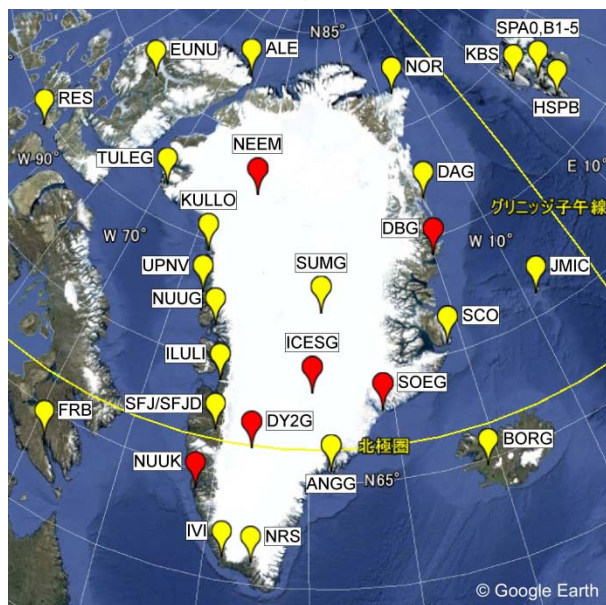 SPA0,B1-5
N85°
EUNU
ALE
KBS
NOR
HSPB
RES
W 90°
TULEG
NEEM
E 10°
DAG
KULLO
グリニッジ子午線
W 70°
DBG
W 10°
UPNV
SUMG
JMIC
NUUG
SCO
ILULI
ICESG
SOEG
SFJ/SFJD
FRB
DY2G
北極圏
BORG
NUUK
ANGG
N65°
IVI
NRS
© Google Earth